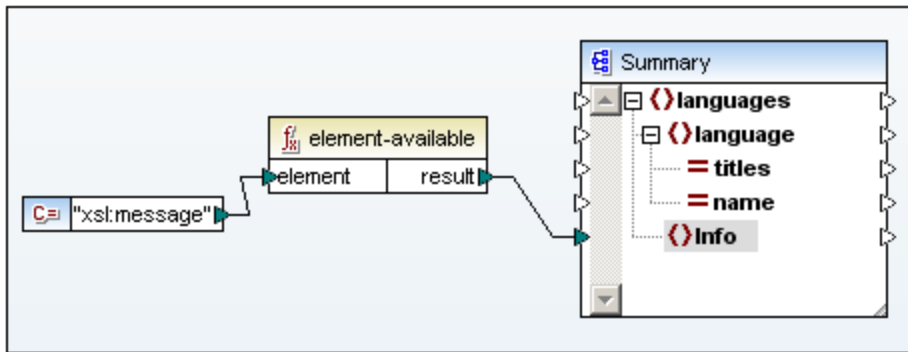 Summary
languages
element-available
language
element
result
titles
C= "xsl:message"
name
Info